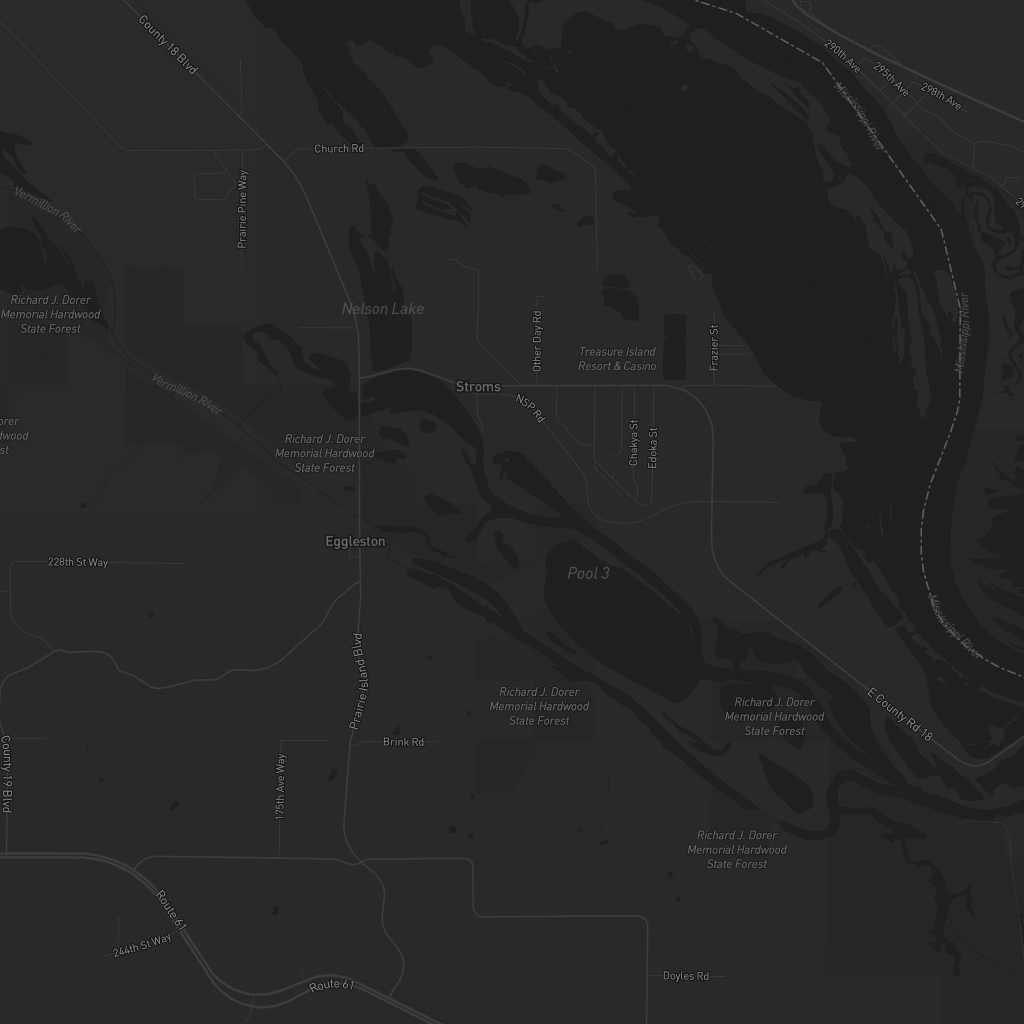 County 18 Blvd
290th Ave
295th Ave
298th Ave
Mississippi River
Church Rd
Prairie Pine Way
Vermillion River
Richard J. Dorer
Memorial Hardwood
State Forest
Nelson Lake
Mississippi River
Other Day Rd
Frazier St
Treasure Island
Resort & Casino
Stroms
NSP Rd
Vermillion River
Chakya St
Edoka St
Richard J. Dorer
Memorial Hardwood
State Forest
orer
dwood
st
Eggleston
228th St Way
Pool 3
Mississippi River
Prairie Island Blvd
Richard J. Dorer
Memorial Hardwood
State Forest
Richard J. Dorer
Memorial Hardwood
State Forest
E County Rd 18
Brink Rd
County 19 Blvd
175th Ave Way
Richard J. Dorer
Memorial Hardwood
State Forest
Route 61
244th St Way
Doyles Rd
Route 61